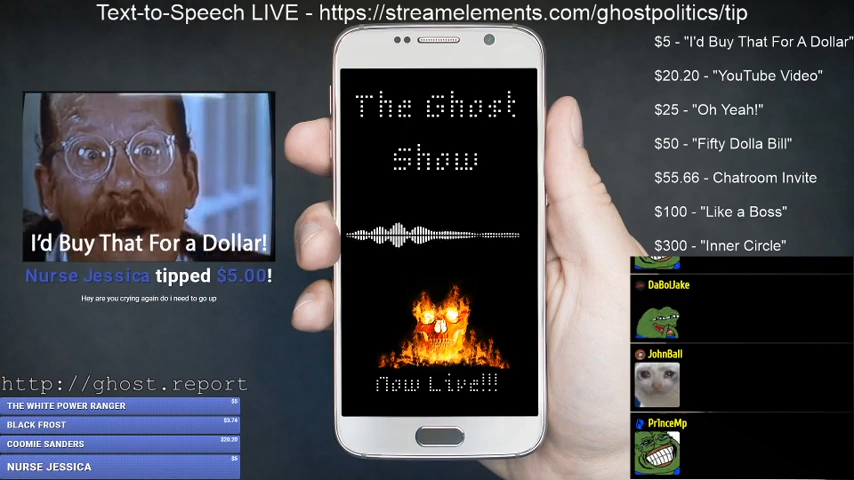 Text-to-Speech LIVE - https://streamelements.com/ghostpolitics/tip
$5 - "I'd Buy That For A Dollar"
$20.20 - "YouTube Video"
$25 - "Oh Yeah!"
$50 - "Fifty Dolla Bill"
$55.66 - Chatroom Invite
$100 - "Like a Boss"
$300 - "Inner Circle"
I'd Buy That For a Dollar!
Nurse Jessica tipped $5.00!
Hey are you crying again do i need to go up
The Ghost
Show
Now Live!!!
http://ghost.report
THE WHITE POWER RANGER $5
BLACK FROST $3.74
COOMIE SANDERS $20.20
NURSE JESSICA $5
DaBolJake
JohnBall
Pr1nceMp